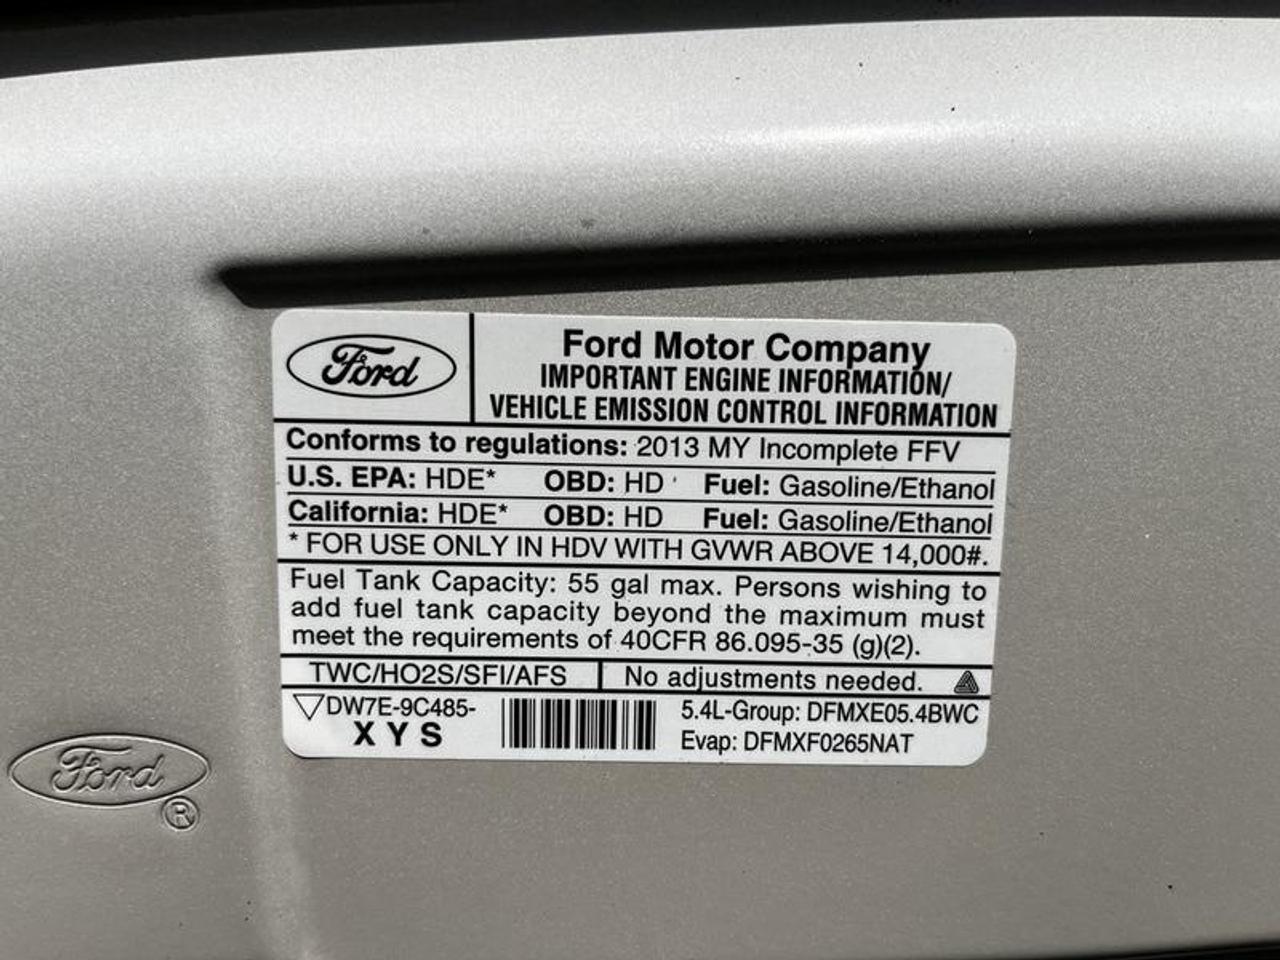 Ford
Ford Motor Company
IMPORTANT ENGINE INFORMATION/
VEHICLE EMISSION CONTROL INFORMATION
Conforms to regulations: 2013 MY Incomplete FFV
U.S. EPA: HDE* OBD: HD Fuel: Gasoline/Ethanol
California: HDE* OBD: HD Fuel: Gasoline/Ethanol
* FOR USE ONLY IN HDV WITH GVWR ABOVE 14,000#.
Fuel Tank Capacity: 55 gal max. Persons wishing to
add fuel tank capacity beyond the maximum must
meet the requirements of 40CFR 86.095-35 (g)(2).
TWC/HO2S/SFI/AFS No adjustments needed.
DW7E-9C485-
XYS
5.4L-Group: DFMXE05.4BWC
Evap: DFMXF0265NAT
Ford
®